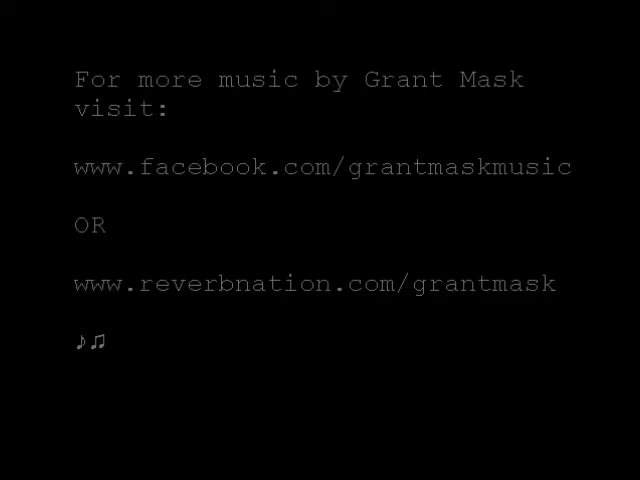 For more music by Grant Mask
visit:
www.facebook.com/grantmaskmusic
OR
www.reverbnation.com/grantmask
♪♫